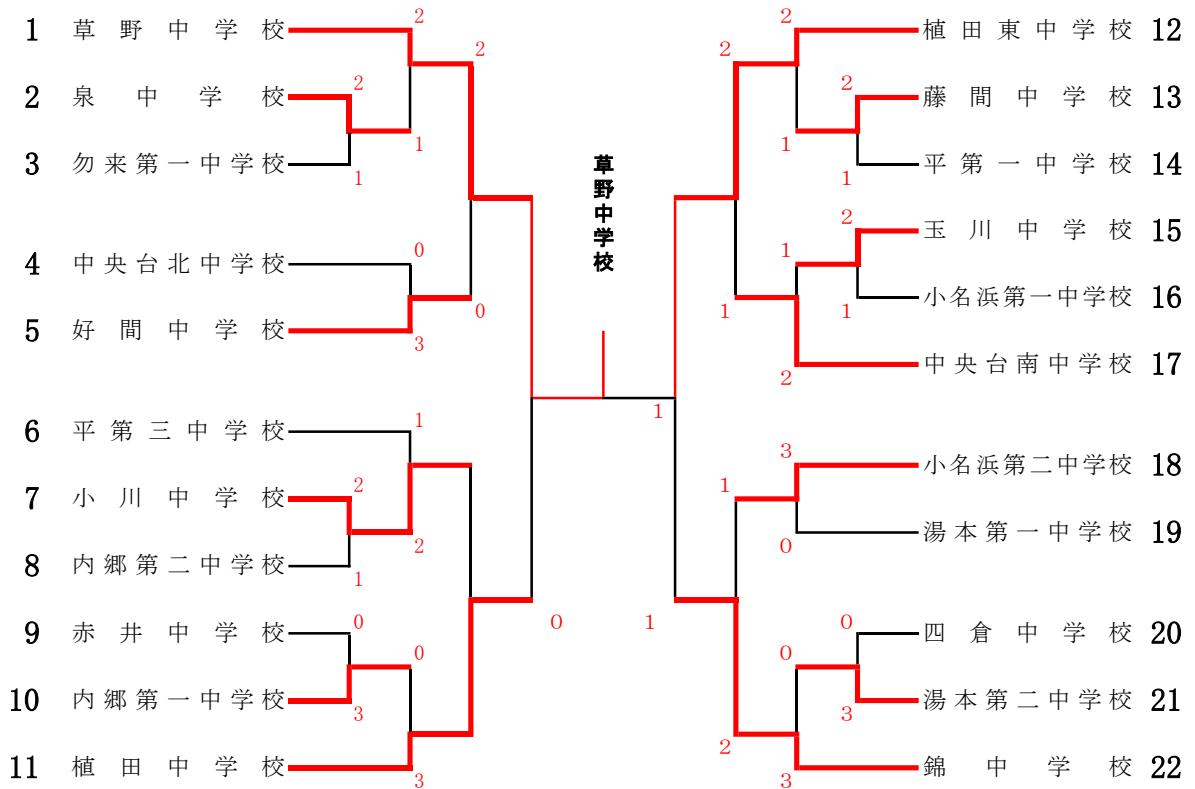 1 草野中学校
2 泉中学校
3 勿来第一中学校
4 中央台北中学校
5 好間中学校
6 平第三中学校
7 小川中学校
8 内郷第二中学校
9 赤井中学校
10 内郷第一中学校
11 植田中学校
2
2
2
1
1
0
0
3
1
2
2
1
0
0
3
3
0
草野中学校
1
1
2
2
2
1
1
2
1
1
1
2
3
1
0
0
0
3
2
3
植田東中学校 12
藤間中学校 13
平第一中学校 14
玉川中学校 15
小名浜第一中学校 16
中央台南中学校 17
小名浜第二中学校 18
湯本第一中学校 19
四倉中学校 20
湯本第二中学校 21
錦中学校 22